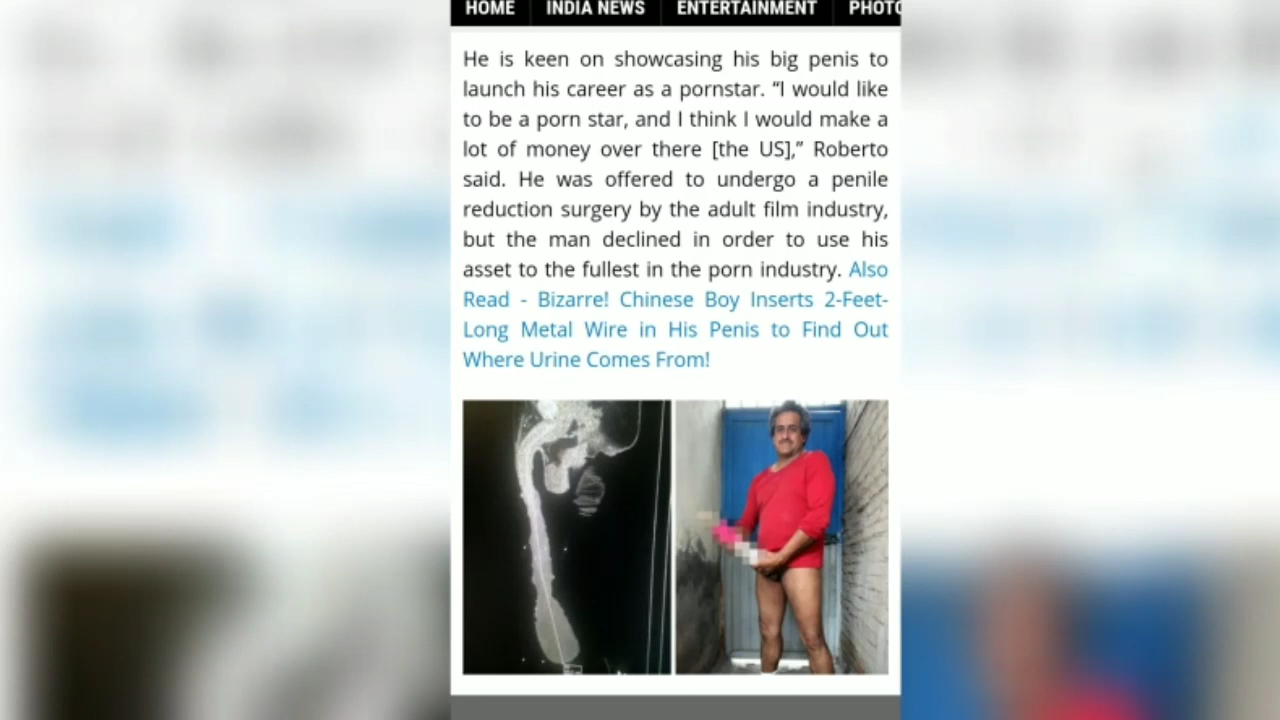 HOME INDIA NEWS ENTERTAINMENT PHOTO
He is keen on showcasing his big penis to
launch his career as a pornstar. “I would like
to be a porn star, and I think I would make a
lot of money over there [the US],” Roberto
said. He was offered to undergo a penile
reduction surgery by the adult film industry,
but the man declined in order to use his
asset to the fullest in the porn industry. Also
Read - Bizarre! Chinese Boy Inserts 2-Feet-
Long Metal Wire in His Penis to Find Out
Where Urine Comes From!